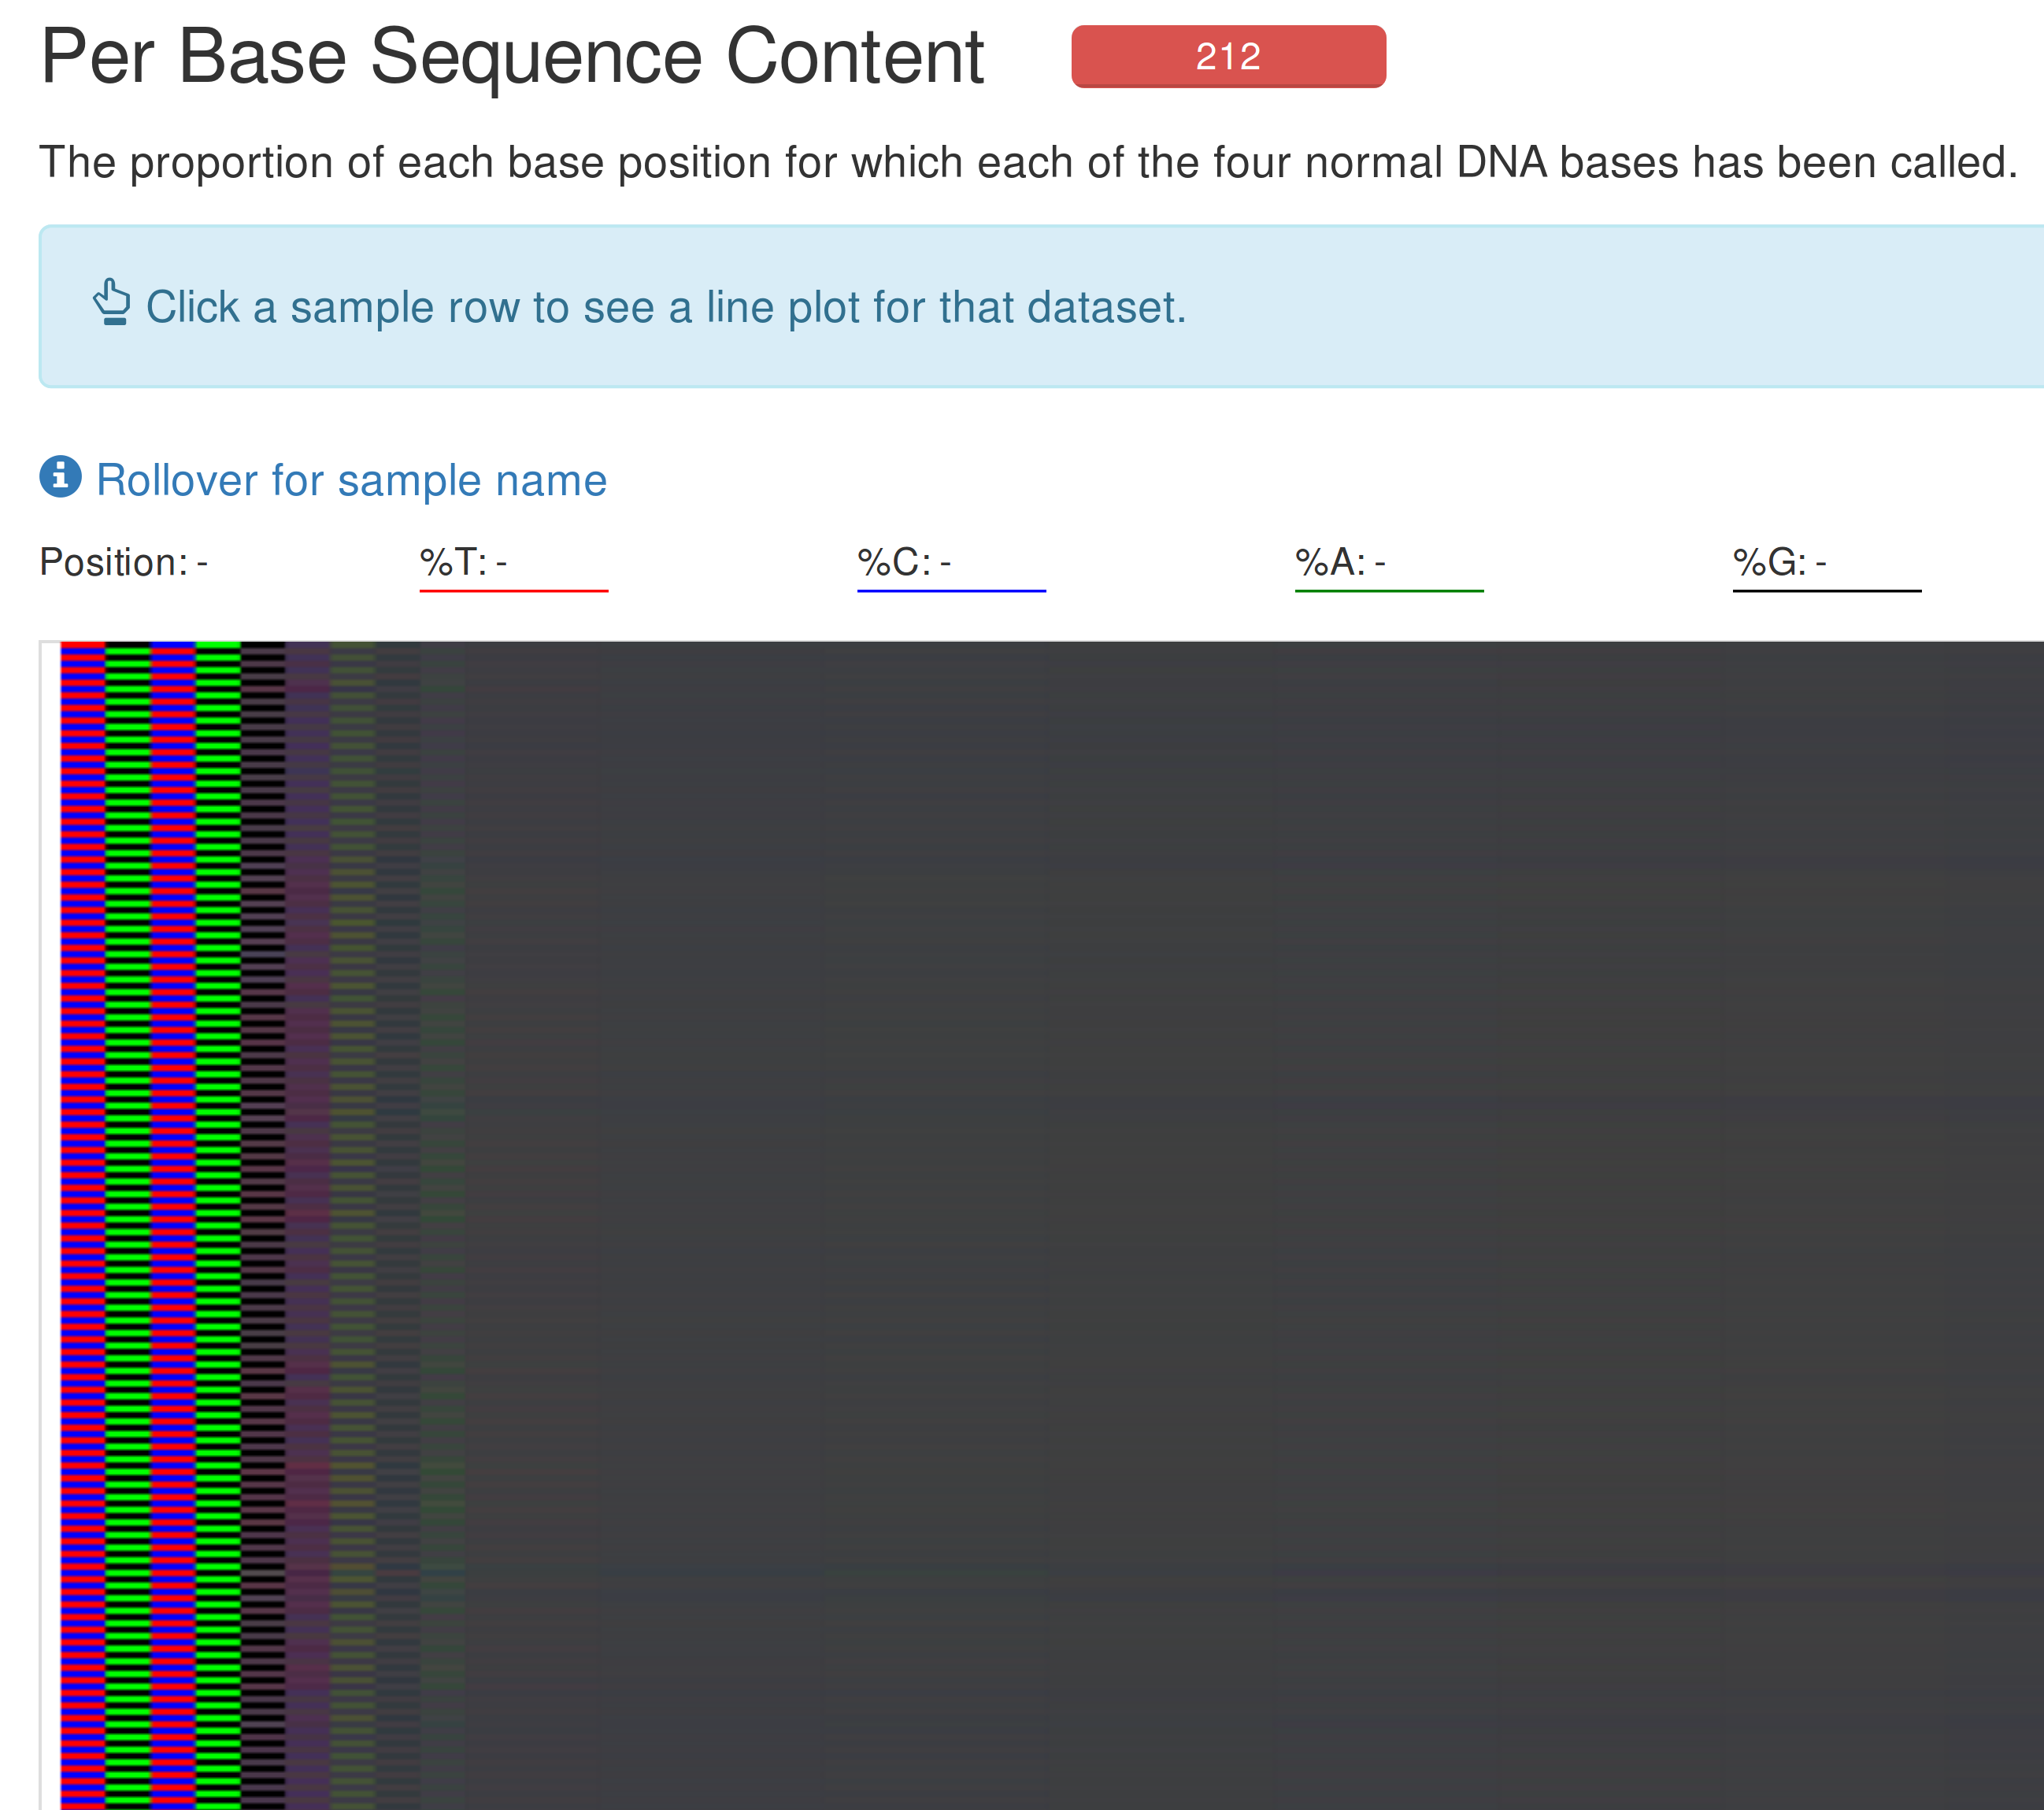 Per Base Sequence Content 212
The proportion of each base position for which each of the four normal DNA bases has been called.
Click a sample row to see a line plot for that dataset.
Rollover for sample name
Position: - %T: - %C: - %A: - %G: -